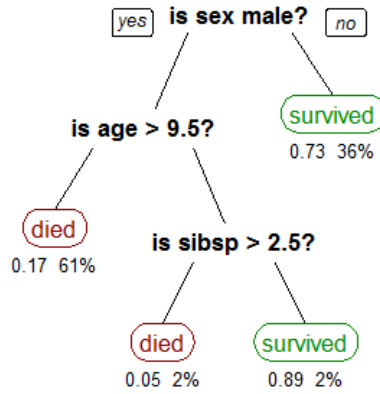 yes is sex male? no
survived
0.73 36%
is age > 9.5?
died
0.17 61%
is sibsp > 2.5?
died survived
0.05 2% 0.89 2%